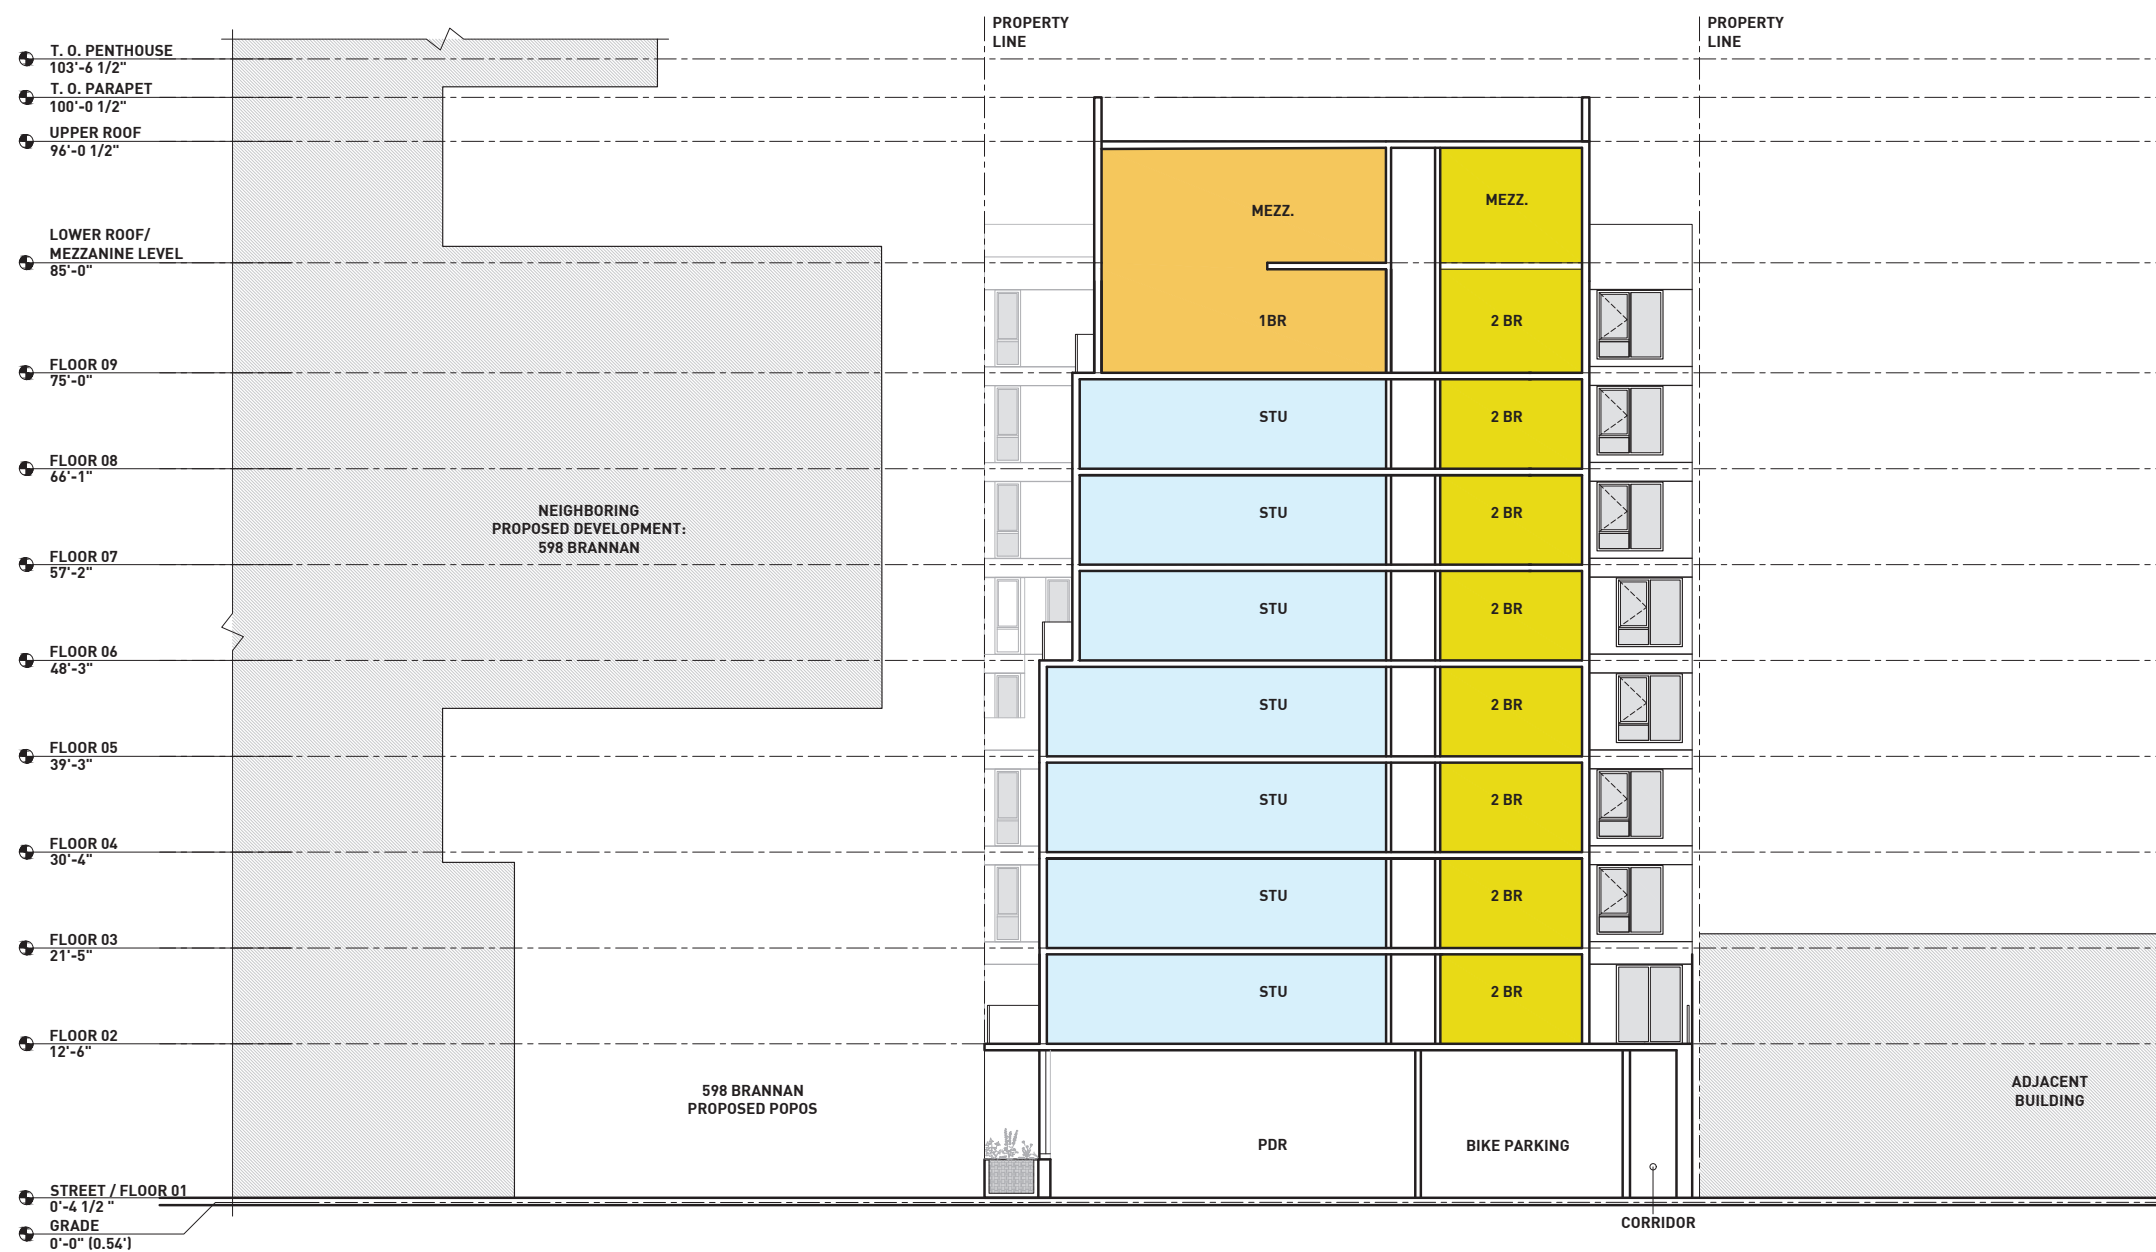 PROPERTY
LINE
PROPERTY
LINE
T. O. PENTHOUSE
103'-6 1/2"
T. O. PARAPET
100'-0 1/2"
UPPER ROOF
96'-0 1/2"
MEZZ.
MEZZ.
LOWER ROOF/
MEZZANINE LEVEL
85'-0"
1BR
2 BR
FLOOR 09
75'-0"
STU
2 BR
FLOOR 08
66'-1"
NEIGHBORING
PROPOSED DEVELOPMENT:
598 BRANNAN
STU
2 BR
FLOOR 07
57'-2"
STU
2 BR
FLOOR 06
48'-3"
STU
2 BR
FLOOR 05
39'-3"
STU
2 BR
FLOOR 04
30'-4"
STU
2 BR
FLOOR 03
21'-5"
STU
2 BR
FLOOR 02
12'-6"
598 BRANNAN
PROPOSED POPOS
ADJACENT
BUILDING
PDR
BIKE PARKING
STREET / FLOOR 01
0'-4 1/2 "
GRADE
0'-0" (0.54')
CORRIDOR